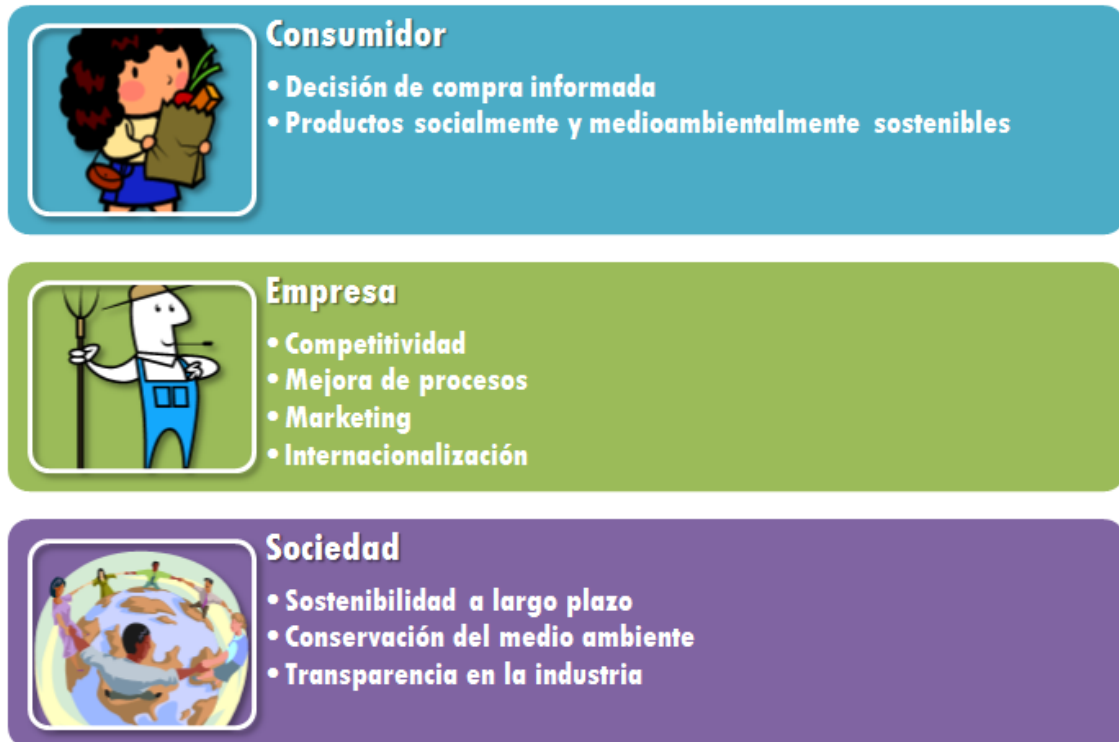 Consumidor
• Decisión de compra informada
• Productos socialmente y medioambientalmente sostenibles
Empresa
• Competitividad
• Mejora de procesos
• Marketing
• Internacionalización
Sociedad
• Sostenibilidad a largo plazo
• Conservación del medio ambiente
• Transparencia en la industria